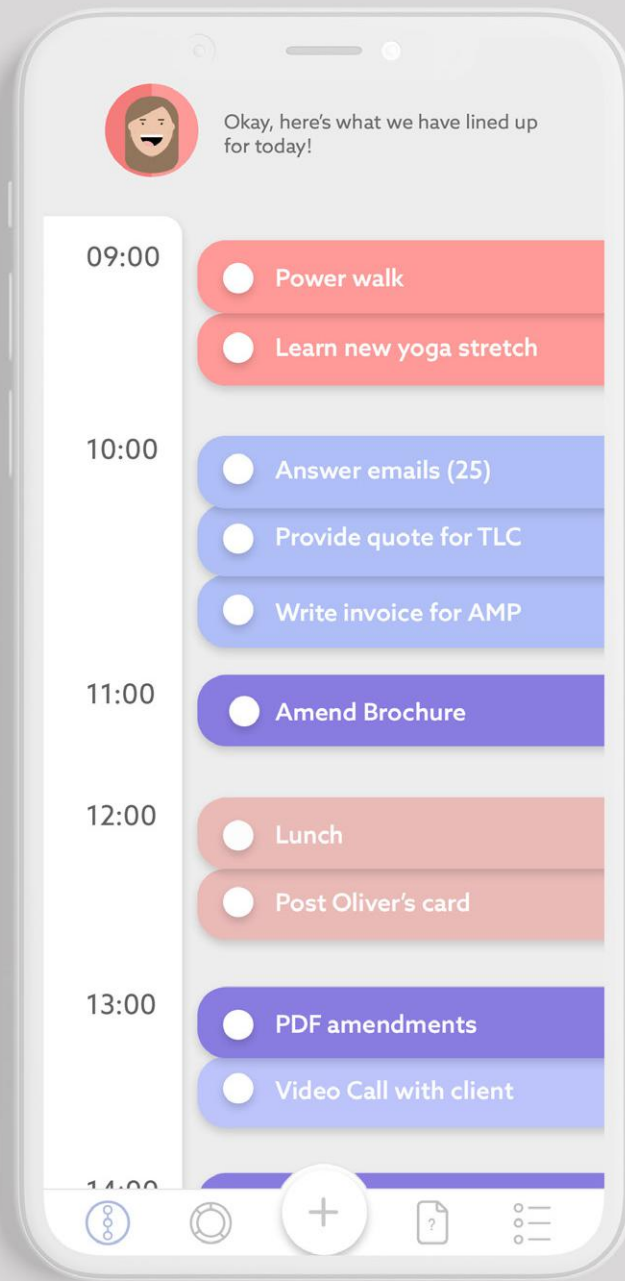 Okay, here's what we have lined up
for today!
09:00
Power walk
Learn new yoga stretch
10:00
Answer emails (25)
Provide quote for TLC
Write invoice for AMP
11:00
Amend Brochure
12:00
Lunch
Post Oliver's card
13:00
PDF amendments
Video Call with client
14:00
+
?